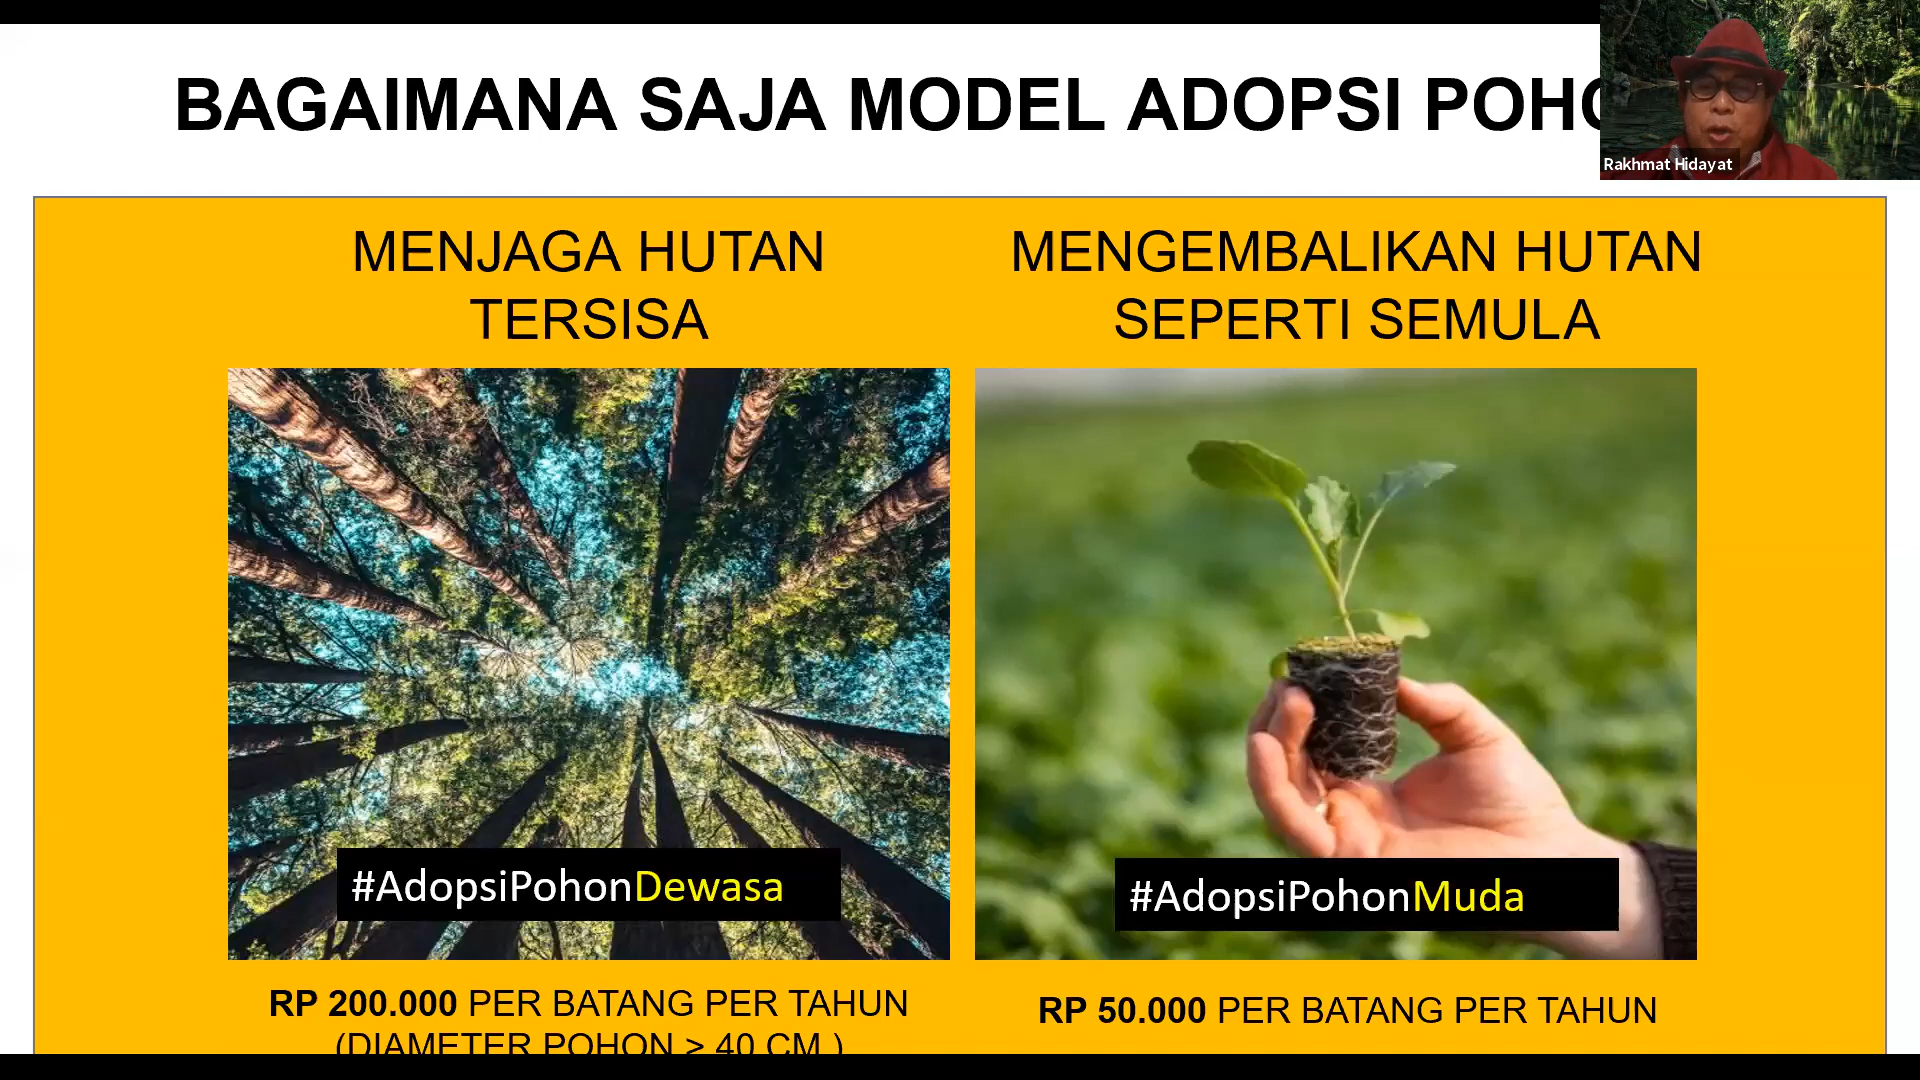 BAGAIMANA SAJA MODEL ADOPSI
Rakhmat Hidayat
MENJAGA HUTAN
TERSISA
MENGEMBALIKAN HUTAN
SEPERTI SEMULA
#AdopsiPohonDewasa
#AdopsiPohonMuda
RP 200.000 PER BATANG PER TAHUN
(DIAMETER POHON > 40 CM )
RP 50.000 PER BATANG PER TAHUN